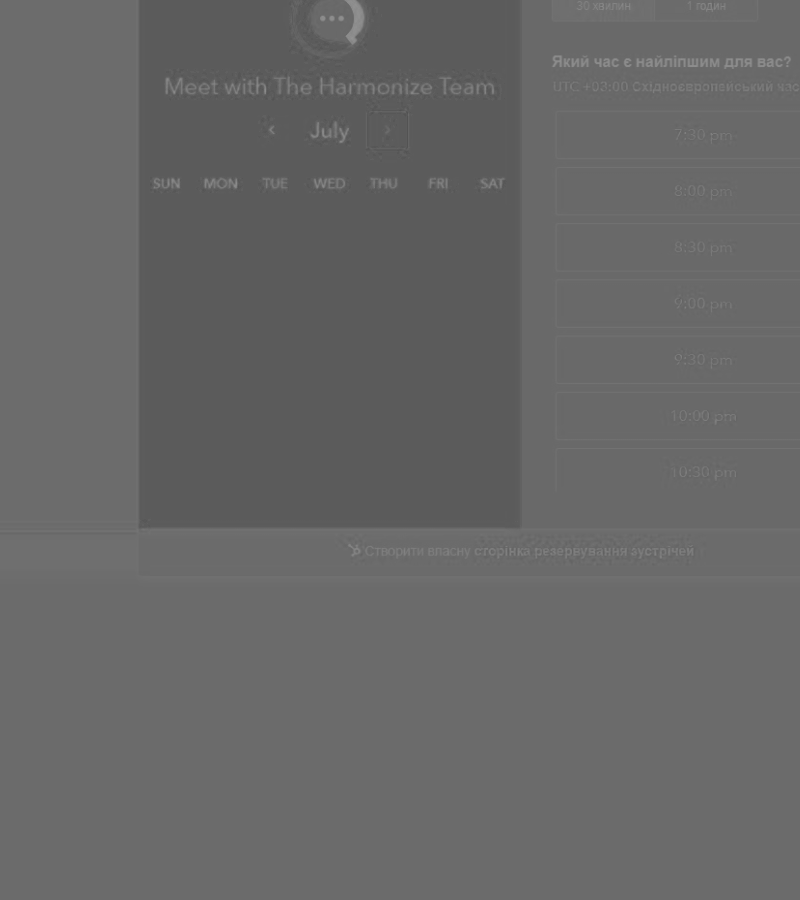 30 хвилин
1 годин
Meet with The Harmonize Team
‹ July ›
SUN MON TUE WED THU FRI SAT
Який час є найліпшим для вас?
UTC +03:00 Східноєвропейський час
7:30 pm
8:00 pm
8:30 pm
9:00 pm
9:30 pm
10:00 pm
10:30 pm
Створити власну сторінка резервування зустрічей